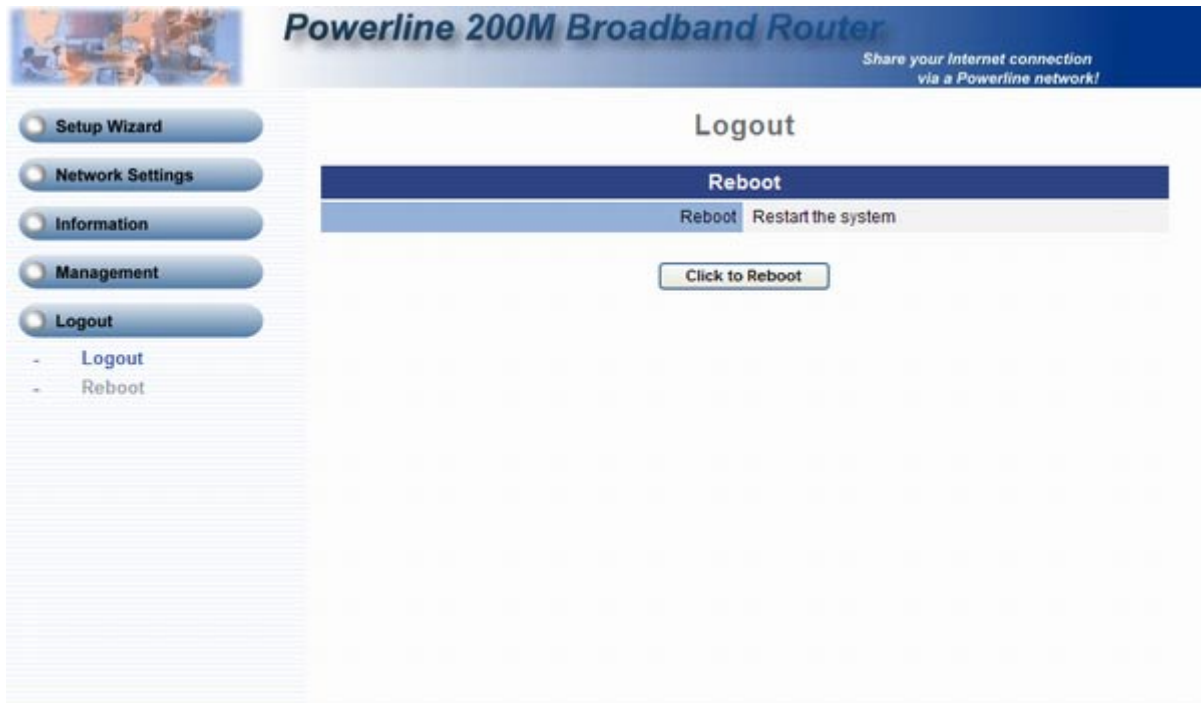 Powerline 200M Broadband Router
Share your Internet connection
via a Powerline network!
Setup Wizard
Network Settings
Information
Management
Logout
- Logout
- Reboot
Logout
Reboot
Reboot Restart the system
Click to Reboot